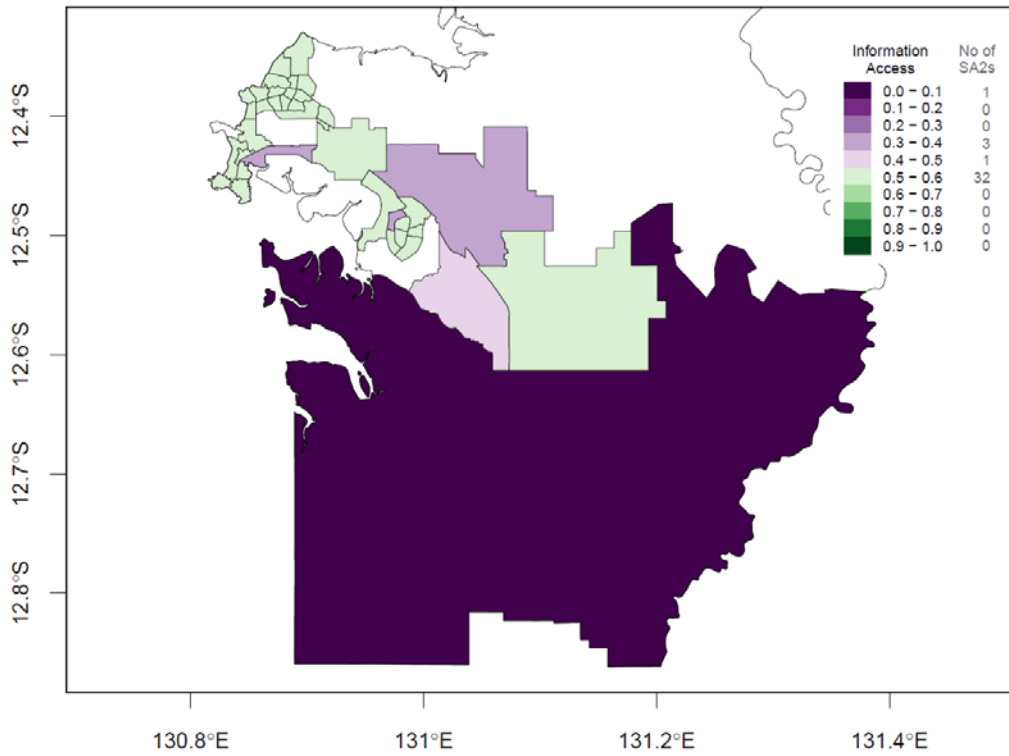 Information No of
Access SA2s
0.0 – 0.1 1
0.1 – 0.2 0
0.2 – 0.3 0
0.3 – 0.4 3
0.4 – 0.5 1
0.5 – 0.6 32
0.6 – 0.7 0
0.7 – 0.8 0
0.8 – 0.9 0
0.9 – 1.0 0
12.4°S
12.5°S
12.6°S
12.7°S
12.8°S
130.8°E 131°E 131.2°E 131.4°E